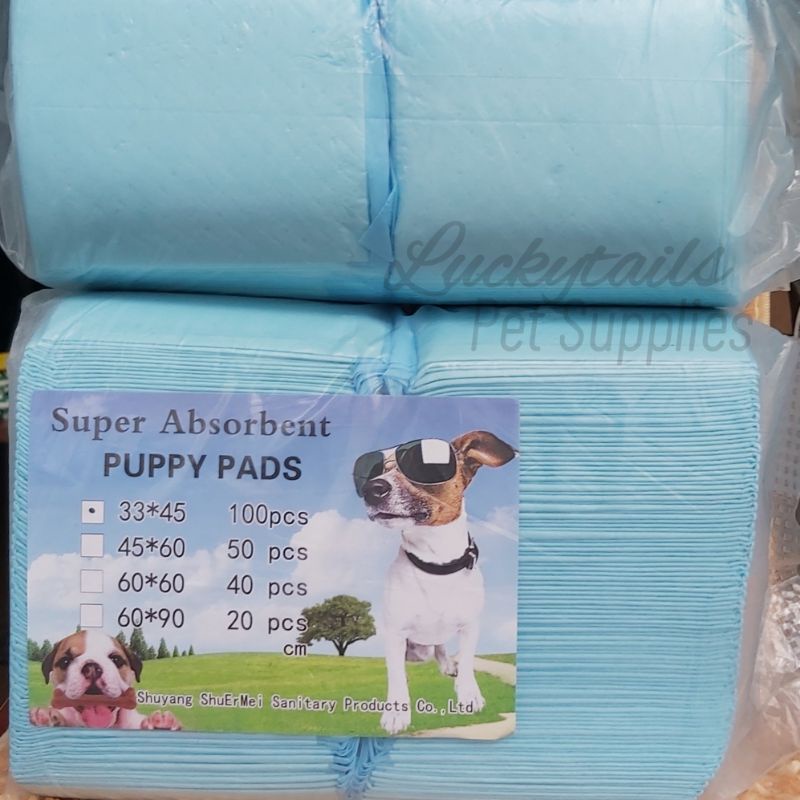 Luckytails
Pet Supplies
Super Absorbent
PUPPY PADS
33*45 100pcs
45*60 50 pcs
60*60 40 pcs
60*90 20 pcs
cm
Shuyang ShuErMei Sanitary Products Co.,Ltd